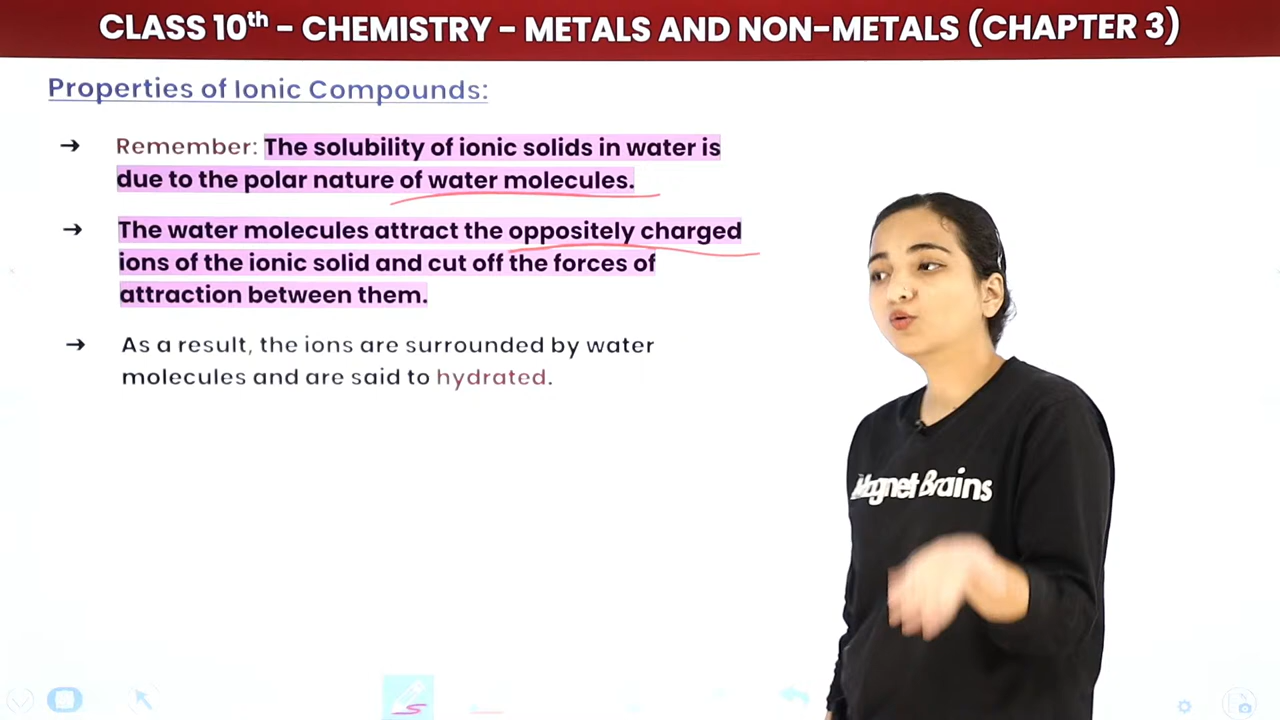 CLASS 10th - CHEMISTRY - METALS AND NON-METALS (CHAPTER 3)
Properties of Ionic Compounds:
➔ Remember: The solubility of ionic solids in water is
due to the polar nature of water molecules.
➔ The water molecules attract the oppositely charged
ions of the ionic solid and cut off the forces of
attraction between them.
➔ As a result, the ions are surrounded by water
molecules and are said to hydrated.
Magnet Brains